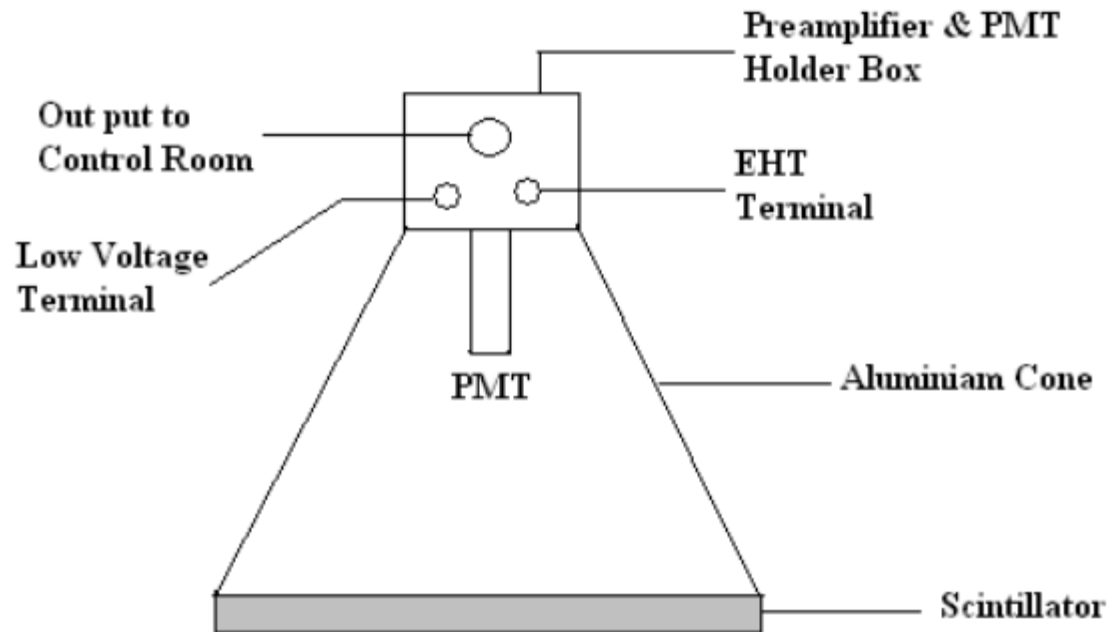 Preamplifier & PMT
Holder Box
Out put to
Control Room
EHT
Terminal
Low Voltage
Terminal
PMT
Aluminiam Cone
Scintillator